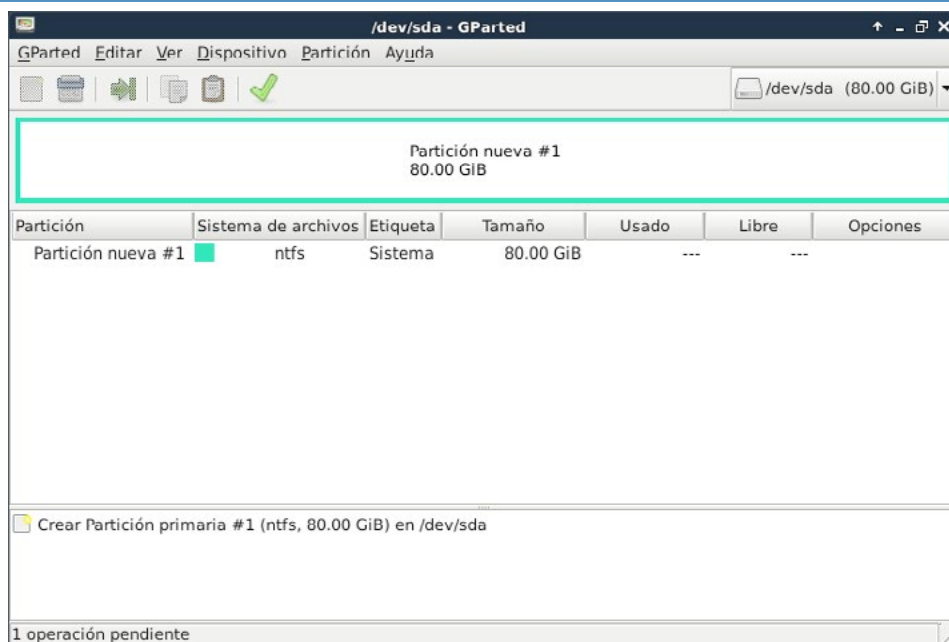 /dev/sda - GParted
GParted Editar Ver Dispositivo Partición Ayuda
/dev/sda (80.00 GiB)
Partición nueva #1
80.00 GiB
Partición Sistema de archivos Etiqueta Tamaño Usado Libre Opciones
Partición nueva #1 ntfs Sistema 80.00 GiB --- ---
Crear Partición primaria #1 (ntfs, 80.00 GiB) en /dev/sda
1 operación pendiente